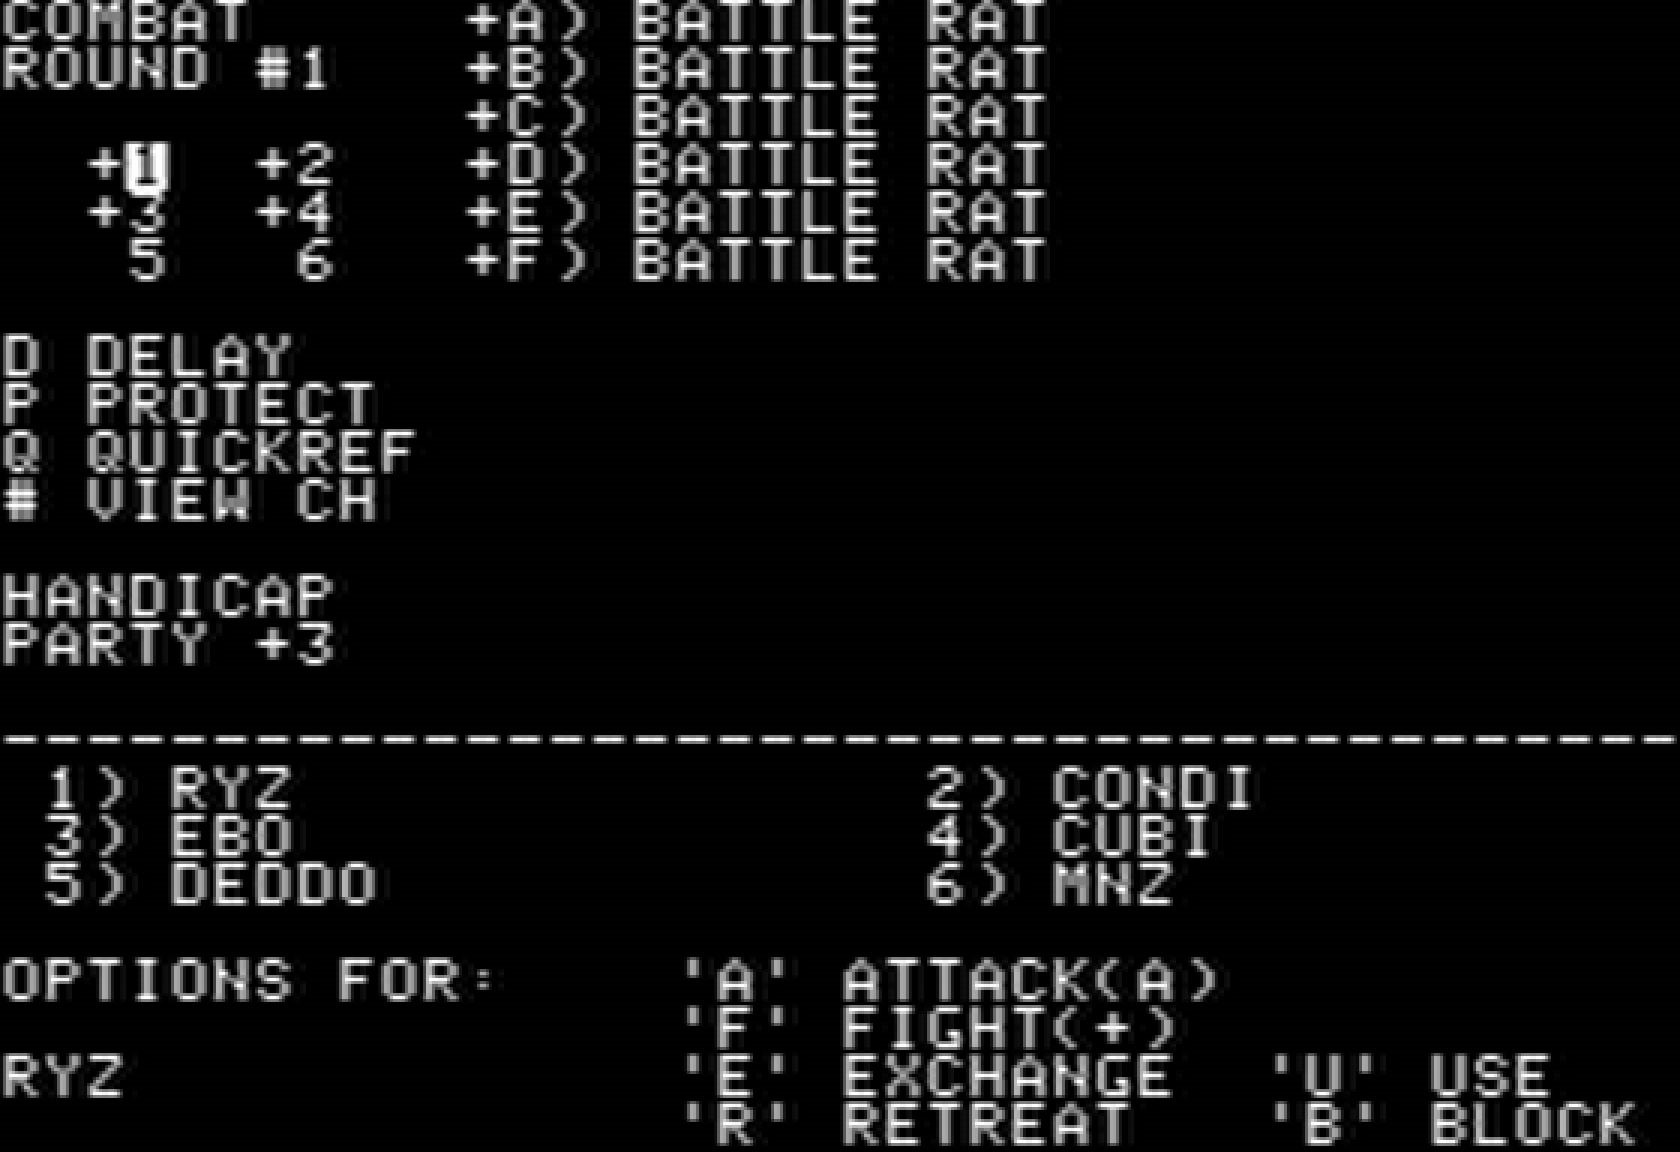 COMBAT +A) BATTLE RAT
ROUND #1 +B) BATTLE RAT
+C) BATTLE RAT
+1 +2 +D) BATTLE RAT
+3 +4 +E) BATTLE RAT
5 6 +F) BATTLE RAT
D DELAY
P PROTECT
Q QUICKREF
# VIEW CH
HANDICAP
PARTY +3
----------------------------------------
1) RYZ 2) CONDI
3) EBO 4) CUBI
5) DEDDO 6) MNZ
OPTIONS FOR: 'A' ATTACK(A)
'F' FIGHT(+)
RYZ 'E' EXCHANGE 'U' USE
'R' RETREAT 'B' BLOCK